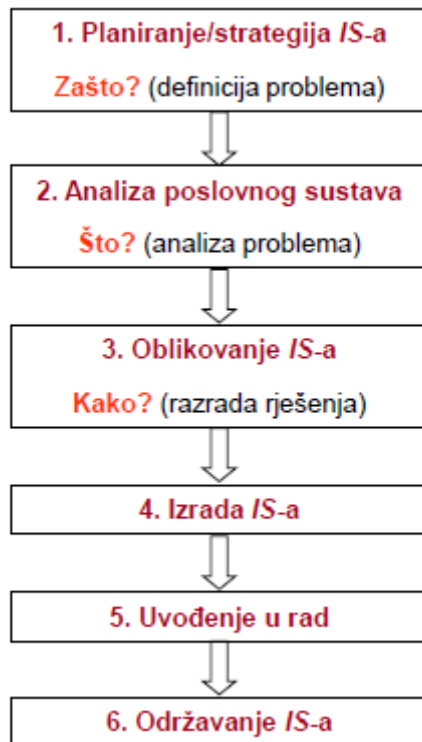 1. Planiranje/strategija IS-a
Zašto? (definicija problema)
2. Analiza poslovnog sustava
Što? (analiza problema)
3. Oblikovanje IS-a
Kako? (razrada rješenja)
4. Izrada IS-a
5. Uvođenje u rad
6. Održavanje IS-a